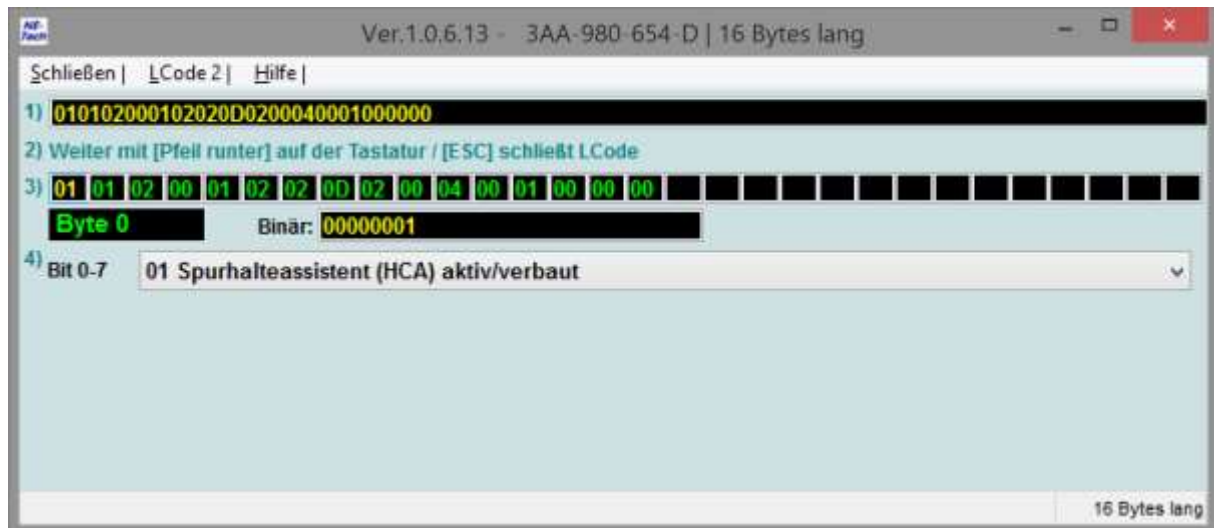 NE-Tech Ver.1.0.6.13 - 3AA-980-654-D | 16 Bytes lang
Schließen | LCode 2 | Hilfe |
1) 010102000102020D0200040001000000
2) Weiter mit [Pfeil runter] auf der Tastatur / [ESC] schließt LCode
3) 01 01 02 00 01 02 02 0D 02 00 04 00 01 00 00 00
Byte 0 Binär: 00000001
4) Bit 0-7 01 Spurhalteassistent (HCA) aktiv/verbaut
16 Bytes lang